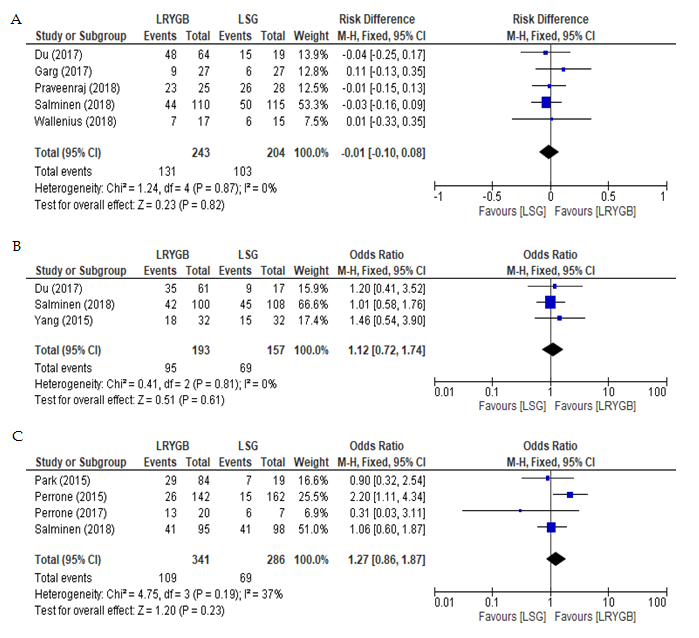 A
LRYGB LSG Risk Difference Risk Difference
Study or Subgroup Events Total Events Total Weight M-H, Fixed, 95% CI M-H, Fixed, 95% CI
Du (2017) 48 64 15 19 13.9% -0.04 [-0.25, 0.17]
Garg (2017) 9 27 6 27 12.8% 0.11 [-0.13, 0.35]
Praveenraj (2018) 23 25 26 28 12.5% -0.01 [-0.15, 0.13]
Salminen (2018) 44 110 50 115 53.3% -0.03 [-0.16, 0.09]
Wallenius (2018) 7 17 6 15 7.5% 0.01 [-0.33, 0.35]
Total (95% CI) 243 204 100.0% -0.01 [-0.10, 0.08]
Total events 131 103
Heterogeneity: Chi² = 1.24, df = 4 (P = 0.87); I² = 0%
Test for overall effect: Z = 0.23 (P = 0.82)
-1 -0.5 0 0.5 1
Favours [LSG] Favours [LRYGB]
B
LRYGB LSG Odds Ratio Odds Ratio
Study or Subgroup Events Total Events Total Weight M-H, Fixed, 95% CI M-H, Fixed, 95% CI
Du (2017) 35 61 9 17 15.9% 1.20 [0.41, 3.52]
Salminen (2018) 42 100 45 108 66.6% 1.01 [0.58, 1.76]
Yang (2015) 18 32 15 32 17.4% 1.46 [0.54, 3.90]
Total (95% CI) 193 157 100.0% 1.12 [0.72, 1.74]
Total events 95 69
Heterogeneity: Chi² = 0.41, df = 2 (P = 0.81); I² = 0%
Test for overall effect: Z = 0.51 (P = 0.61)
0.01 0.1 1 10 100
Favours [LSG] Favours [LRYGB]
C
LRYGB LSG Odds Ratio Odds Ratio
Study or Subgroup Events Total Events Total Weight M-H, Fixed, 95% CI M-H, Fixed, 95% CI
Park (2015) 29 84 7 19 16.6% 0.90 [0.32, 2.54]
Perrone (2015) 26 142 15 162 25.5% 2.20 [1.11, 4.34]
Perrone (2017) 13 20 6 7 6.9% 0.31 [0.03, 3.11]
Salminen (2018) 41 95 41 98 51.0% 1.06 [0.60, 1.87]
Total (95% CI) 341 286 100.0% 1.27 [0.86, 1.87]
Total events 109 69
Heterogeneity: Chi² = 4.75, df = 3 (P = 0.19); I² = 37%
Test for overall effect: Z = 1.20 (P = 0.23)
0.01 0.1 1 10 100
Favours [LSG] Favours [LRYGB]